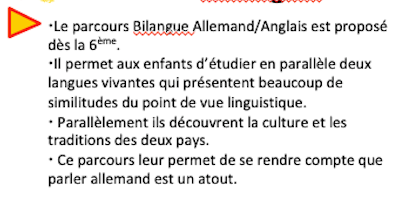 ·Le parcours Bilangue Allemand/Anglais est proposé
dès la 6ème.
·Il permet aux enfants d'étudier en parallèle deux
langues vivantes qui présentent beaucoup de
similitudes du point de vue linguistique.
· Parallèlement ils découvrent la culture et les
traditions des deux pays.
· Ce parcours leur permet de se rendre compte que
parler allemand est un atout.